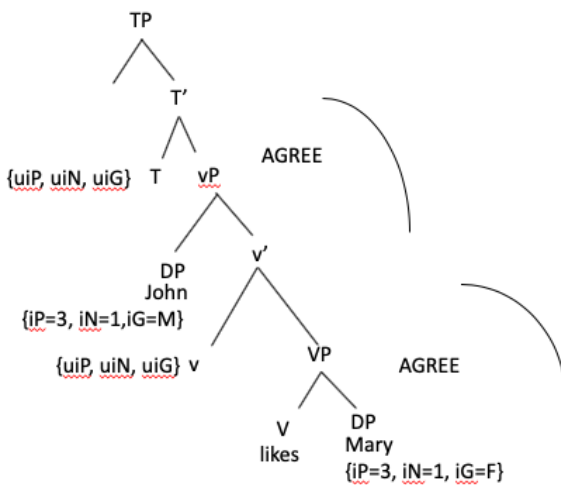 TP
T'
AGREE
{uiP, uiN, uiG} T vP
v'
DP
John
{iP=3, iN=1,iG=M}
{uiP, uiN, uiG} v
VP
AGREE
V
likes
DP
Mary
{iP=3, iN=1, iG=F}